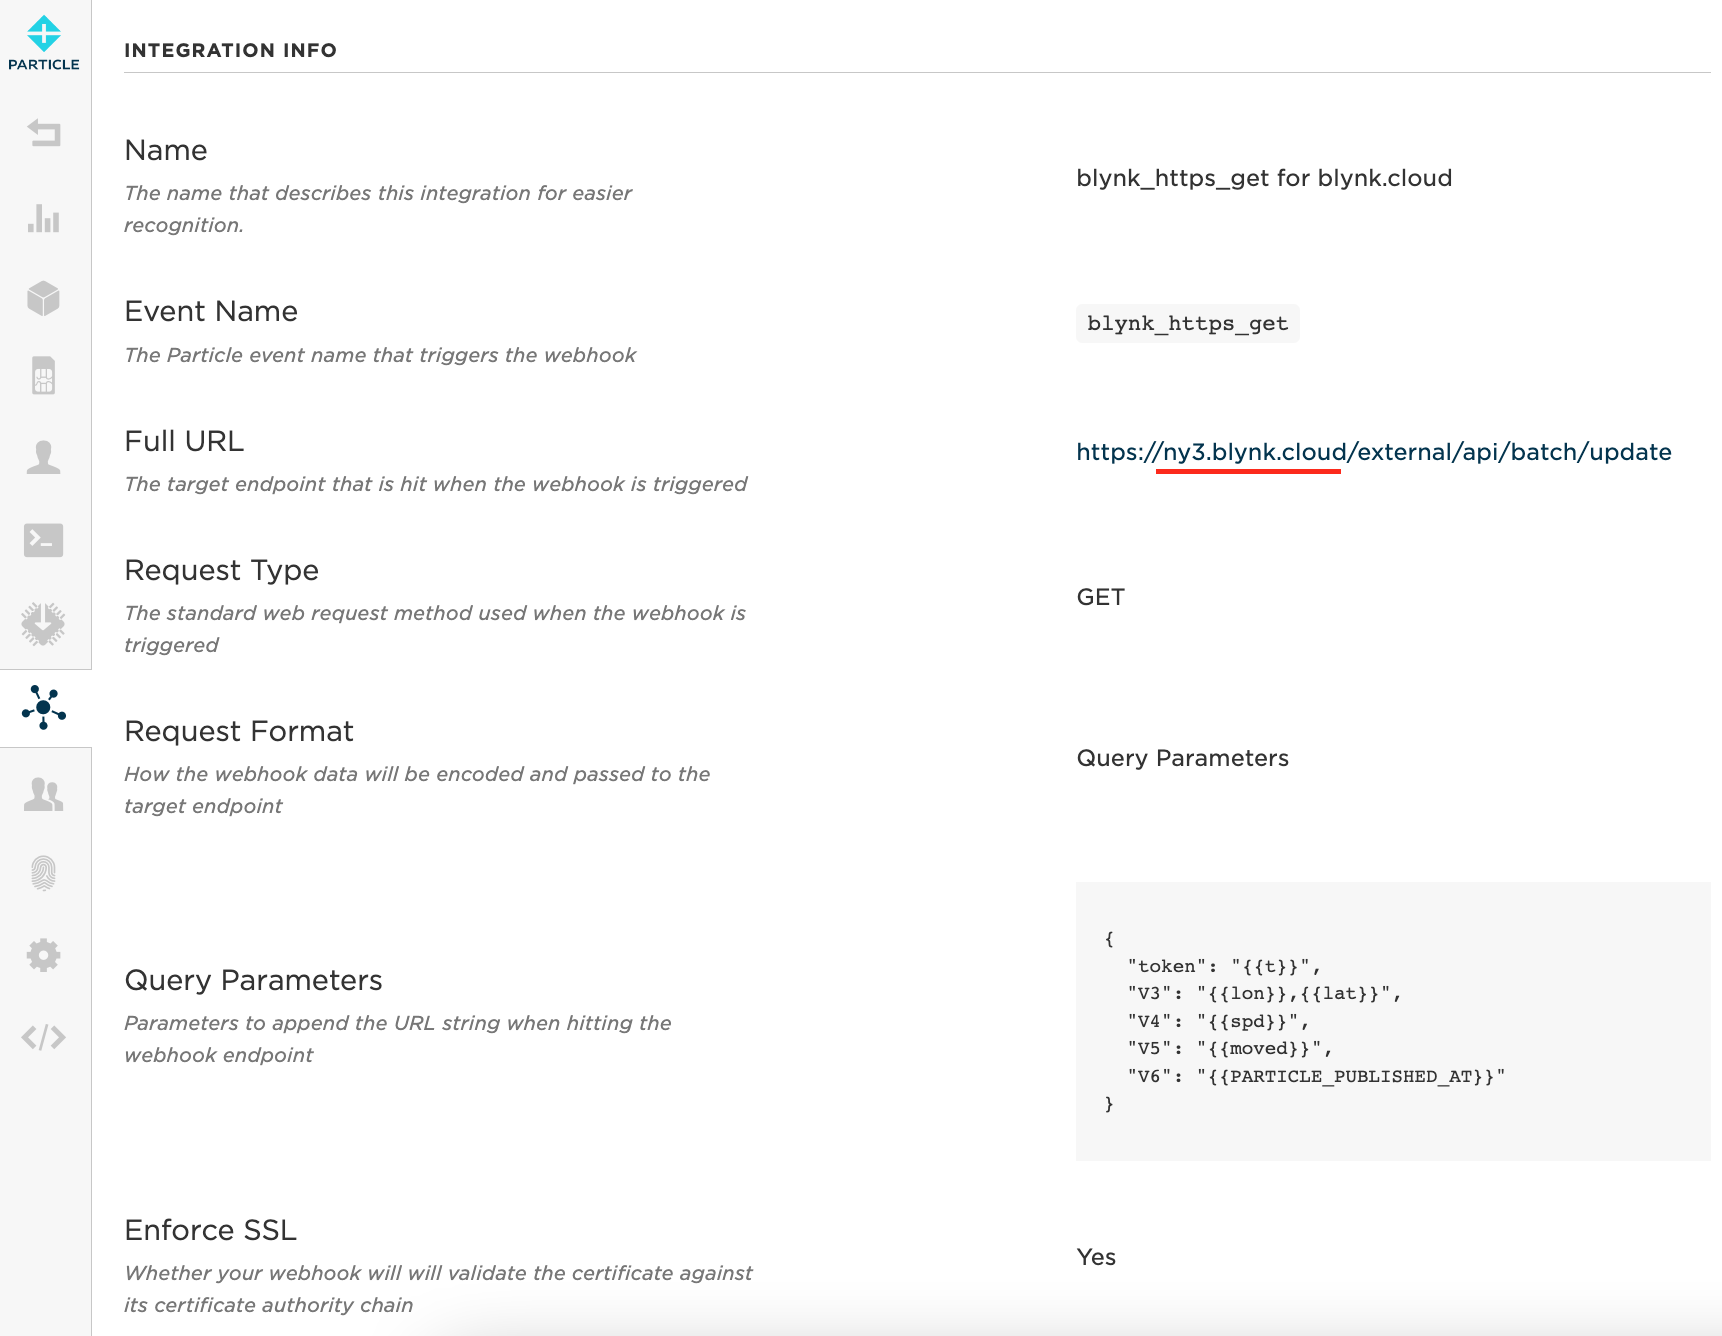 PARTICLE
INTEGRATION INFO
Name
The name that describes this integration for easier
recognition.
blynk_https_get for blynk.cloud
Event Name
The Particle event name that triggers the webhook
blynk_https_get
Full URL
The target endpoint that is hit when the webhook is triggered
https://ny3.blynk.cloud/external/api/batch/update
Request Type
The standard web request method used when the webhook is
triggered
GET
Request Format
How the webhook data will be encoded and passed to the
target endpoint
Query Parameters
Query Parameters
Parameters to append the URL string when hitting the
webhook endpoint
{
"token": "{{t}}",
"V3": "{{lon}},{{lat}}",
"V4": "{{spd}}",
"V5": "{{moved}}",
"V6": "{{PARTICLE_PUBLISHED_AT}}"
}
Enforce SSL
Whether your webhook will will validate the certificate against
its certificate authority chain
Yes